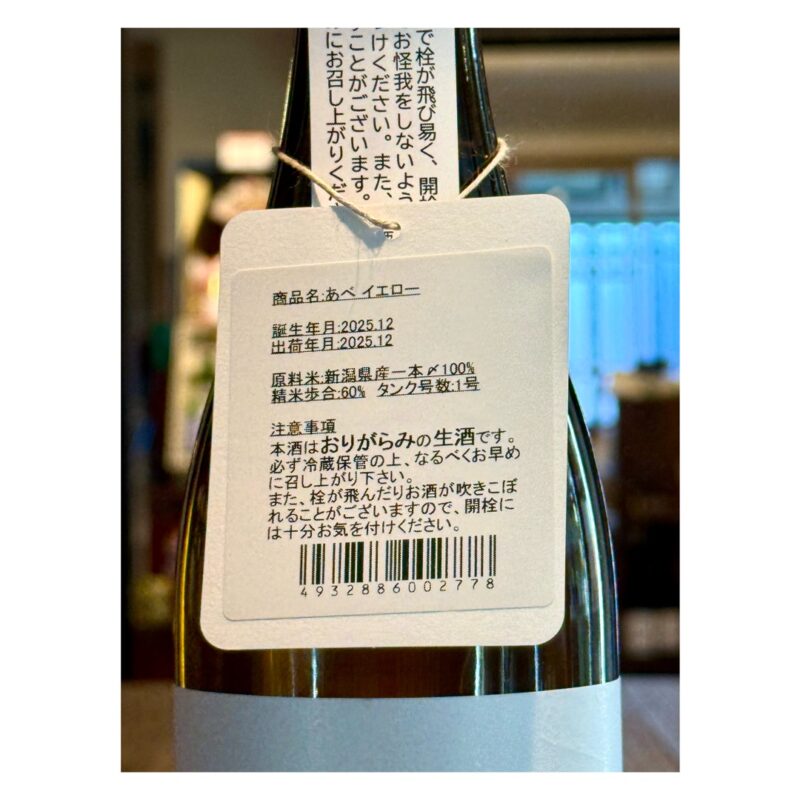 で栓が飛び易く、開栓
お怪我をしないよう
けください。また、
ことがございます。
にお召し上がりくだ
商品名:あべ イエロー
誕生年月:2025.12
出荷年月:2025.12
原料米:新潟県産一本〆100%
精米歩合:60% タンク号数:1号
注意事項
本酒はおりがらみの生酒です。
必ず冷蔵保管の上、なるべくお早め
に召し上がり下さい。
また、栓が飛んだりお酒が吹きこぼ
れることがございますので、開栓に
は十分お気を付けください。
4932886002778